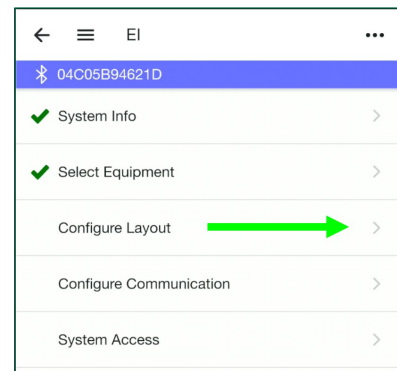 EI
04C05B94621D
System Info
Select Equipment
Configure Layout
Configure Communication
System Access